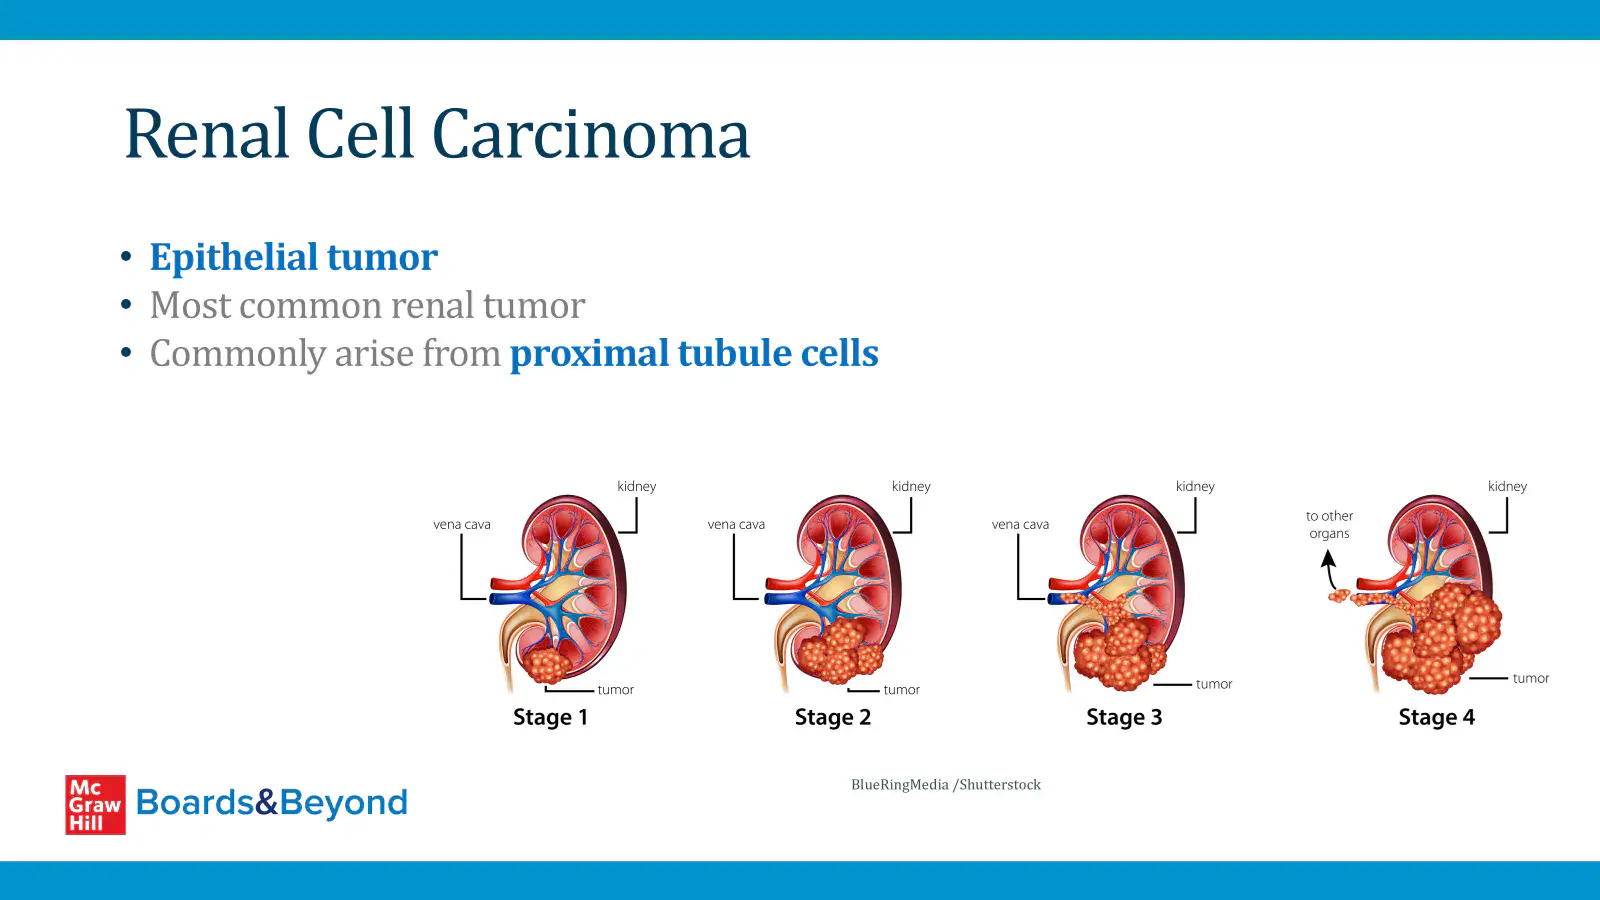 Renal Cell Carcinoma
• Epithelial tumor
• Most common renal tumor
• Commonly arise from proximal tubule cells
kidney
vena cava
tumor
Stage 1
kidney
vena cava
tumor
Stage 2
kidney
vena cava
tumor
Stage 3
kidney
to other
organs
tumor
Stage 4
BlueRingMedia /Shutterstock
Mc
Graw
Hill
Boards&Beyond